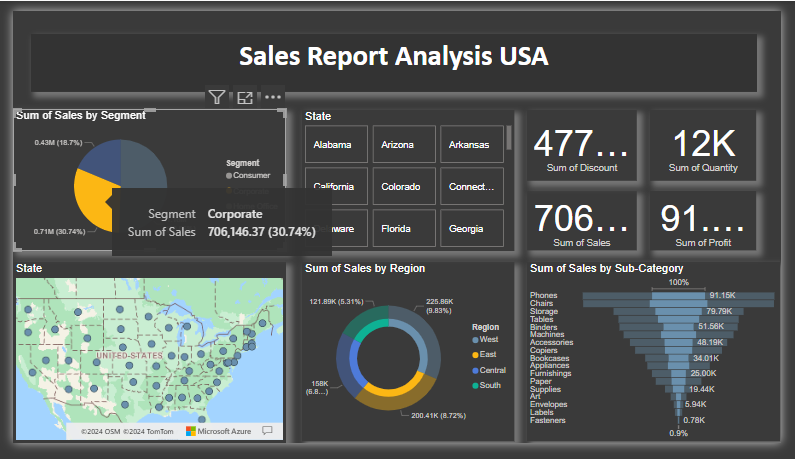 Sales Report Analysis USA
Sum of Sales by Segment
0.43M (18.7%)
0.71M (30.74%)
Segment
Consumer
Segment Corporate
Sum of Sales 706,146.37 (30.74%)
State
Alabama Arizona Arkansas
California Colorado Connect...
Florida Georgia
477...
Sum of Discount
12K
Sum of Quantity
706...
Sum of Sales
91....
Sum of Profit
State
UNITED STATES
©2024 OSM ©2024 TomTom Microsoft Azure
Sum of Sales by Region
121.89K (5.31%)
225.86K
(9.83%)
158K
(6.8...)
200.41K (8.72%)
Region
West
East
Central
South
Sum of Sales by Sub-Category
100%
Phones 91.15K
Chairs
Storage 79.79K
Tables
Binders 51.56K
Machines
Accessories 48.19K
Copiers
Bookcases 34.01K
Appliances
Furnishings 25.00K
Paper
Supplies 19.44K
Art
Envelopes 5.94K
Labels
Fasteners 0.78K
0.9%